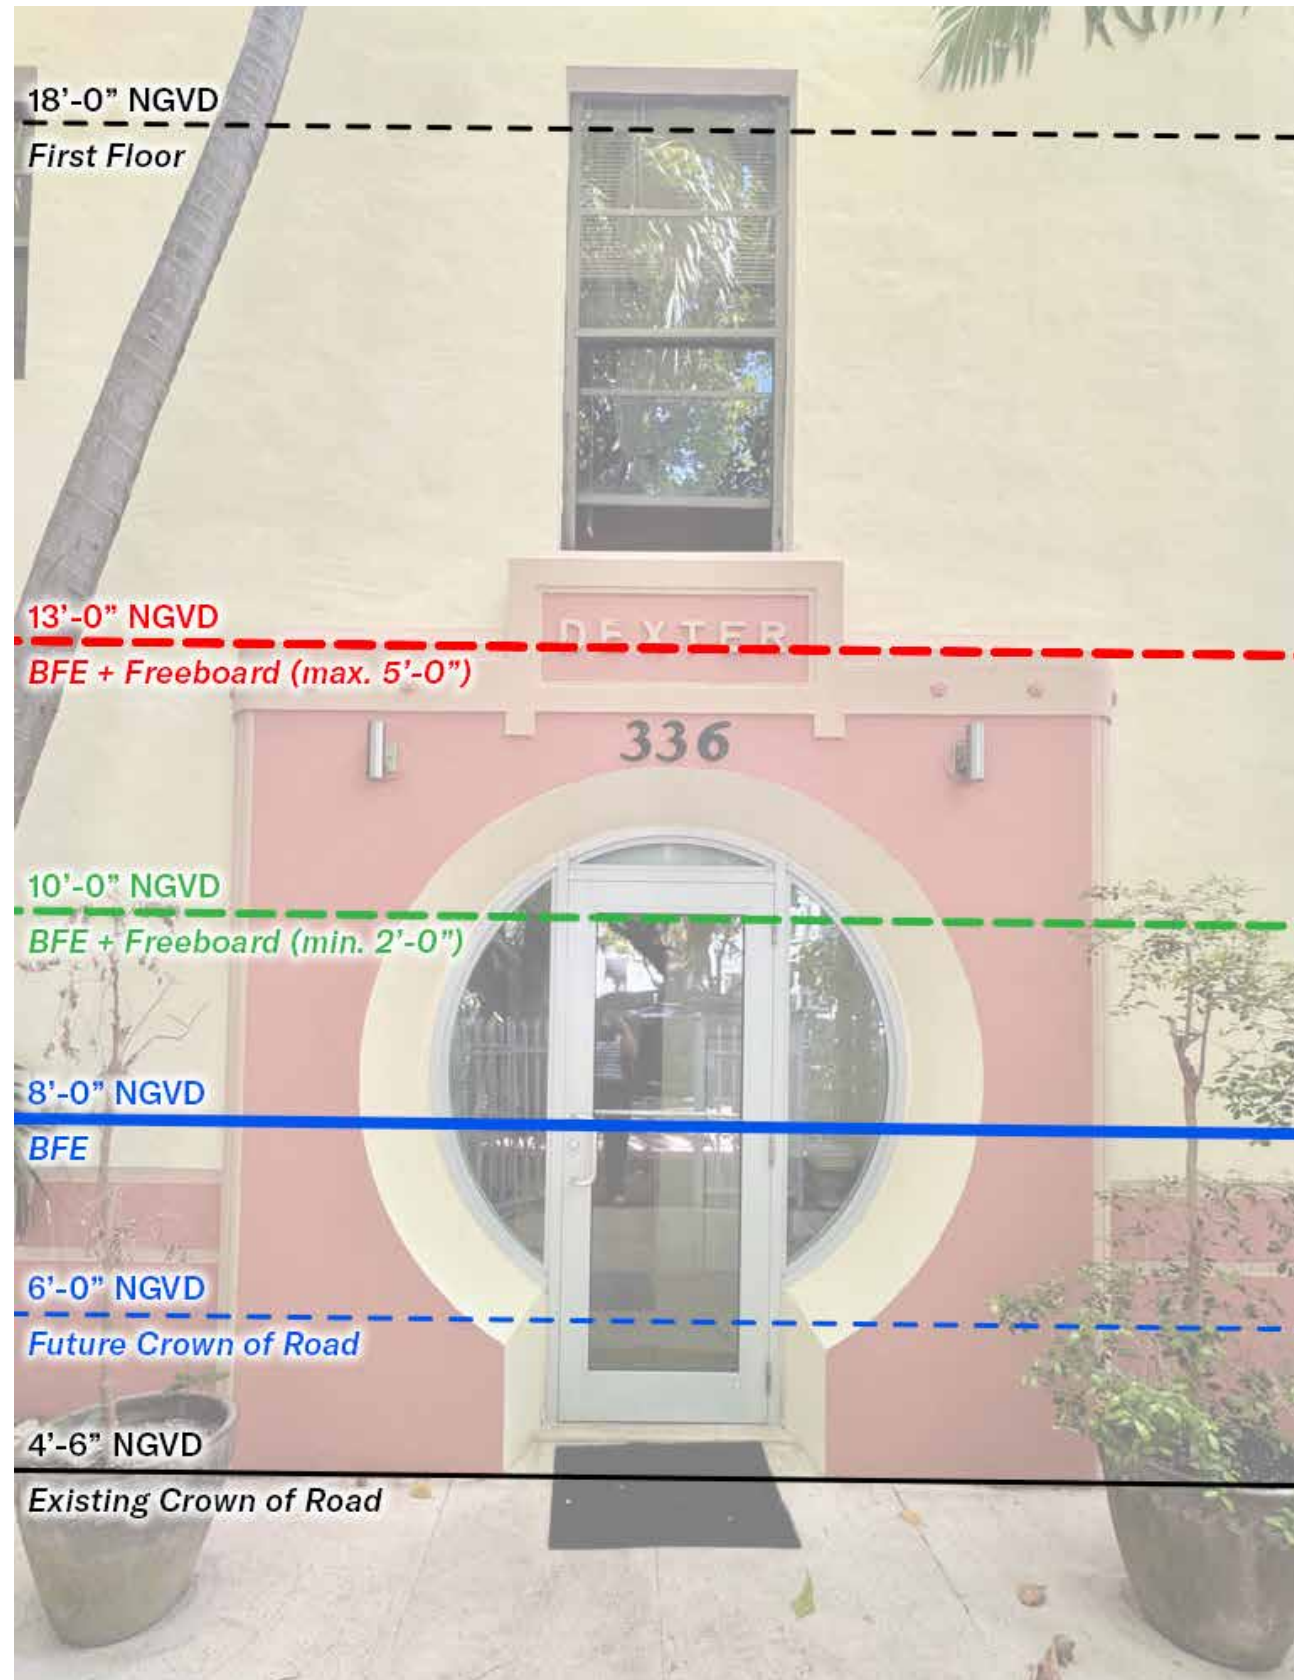 18’-0” NGVD
First Floor
13’-0” NGVD
BFE + Freeboard (max. 5’-0”)
DEXTER
336
10’-0” NGVD
BFE + Freeboard (min. 2’-0”)
8’-0” NGVD
BFE
6’-0” NGVD
Future Crown of Road
4’-6” NGVD
Existing Crown of Road